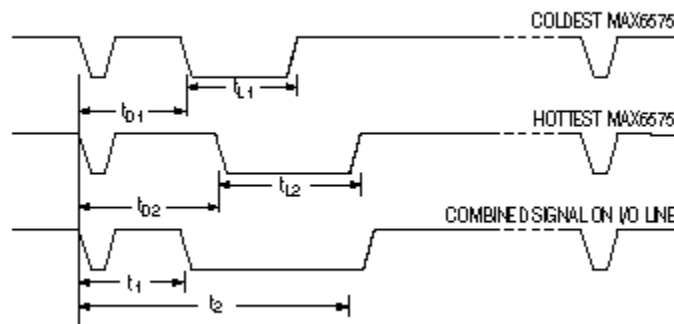 COLDEST MAX6575
tL1
tD1
HOTTEST MAX6575
tL2
tD2
COMBINED SIGNAL ON I/O LINE
t1
t2